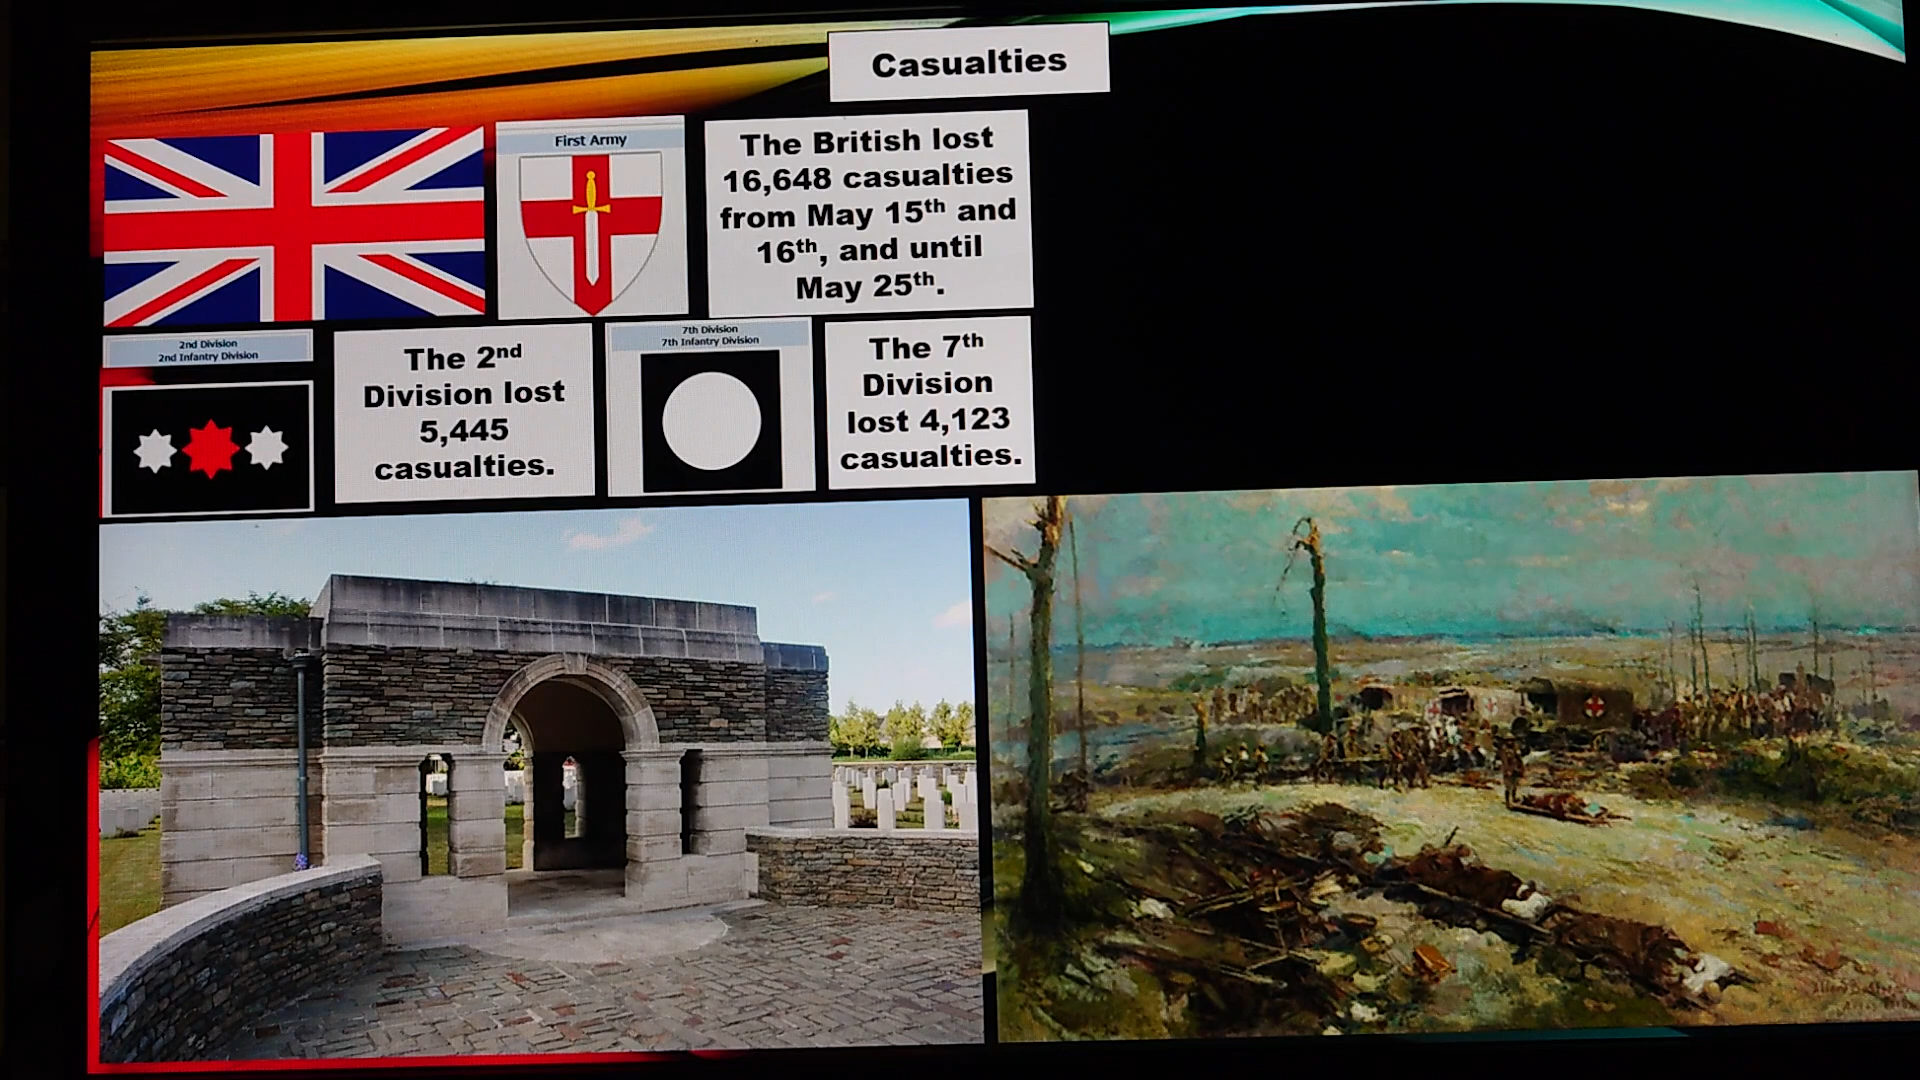 Casualties
First Army
The British lost
16,648 casualties
from May 15th and
16th, and until
May 25th.
2nd Division
2nd Infantry Division
The 2nd
Division lost
5,445
casualties.
7th Division
7th Infantry Division
The 7th
Division
lost 4,123
casualties.